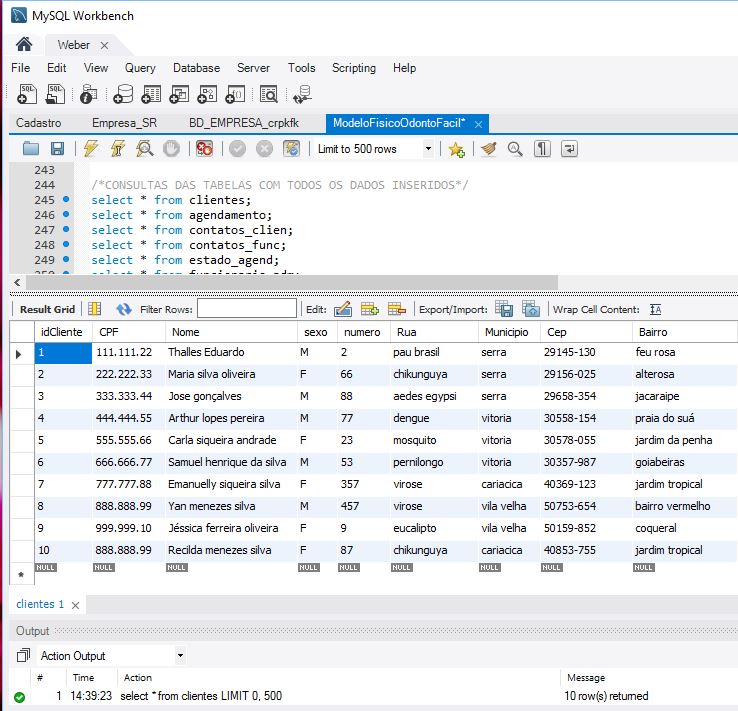 MySQL Workbench
Weber
File Edit View Query Database Server Tools Scripting Help
Cadastro Empresa_SR BD_EMPRESA_crpkfk ModeloFisicoOdontoFacil*
Limit to 500 rows
243
244 /*CONSULTAS DAS TABELAS COM TODOS OS DADOS INSERIDOS*/
245 select * from clientes;
246 select * from agendamento;
247 select * from contatos_clien;
248 select * from contatos_func;
249 select * from estado_agend;
250 select * from funcionario_adm;
Result Grid Filter Rows: Edit: Export/Import: Wrap Cell Content: IA
idCliente CPF Nome sexo numero Rua Municipio Cep Bairro
1 111.111.22 Thalles Eduardo M 2 pau brasil serra 29145-130 feu rosa
2 222.222.33 Maria silva oliveira F 66 chikunguya serra 29156-025 alterosa
3 333.333.44 Jose gonçalves M 88 aedes egypsi serra 29658-354 jacaraipe
4 444.444.55 Arthur lopes pereira M 77 dengue vitoria 30558-154 praia do suá
5 555.555.66 Carla siqueira andrade F 23 mosquito vitoria 30578-055 jardim da penha
6 666.666.77 Samuel henrique da silva M 53 pernilongo vitoria 30357-987 goiabeiras
7 777.777.88 Emanuelly siqueira silva F 357 virose cariacica 40369-123 jardim tropical
8 888.888.99 Yan menezes silva M 457 virose vila velha 50753-654 bairro vermelho
9 999.999.10 Jéssica ferreira oliveira F 9 eucalipto vila velha 50159-852 coqueral
10 888.888.99 Recilda menezes silva F 87 chikunguya cariacica 40853-755 jardim tropical
NULL NULL NULL NULL NULL NULL NULL NULL NULL
clientes 1
Output
Action Output
# Time Action Message
1 14:39:23 select * from clientes LIMIT 0, 500 10 row(s) returned